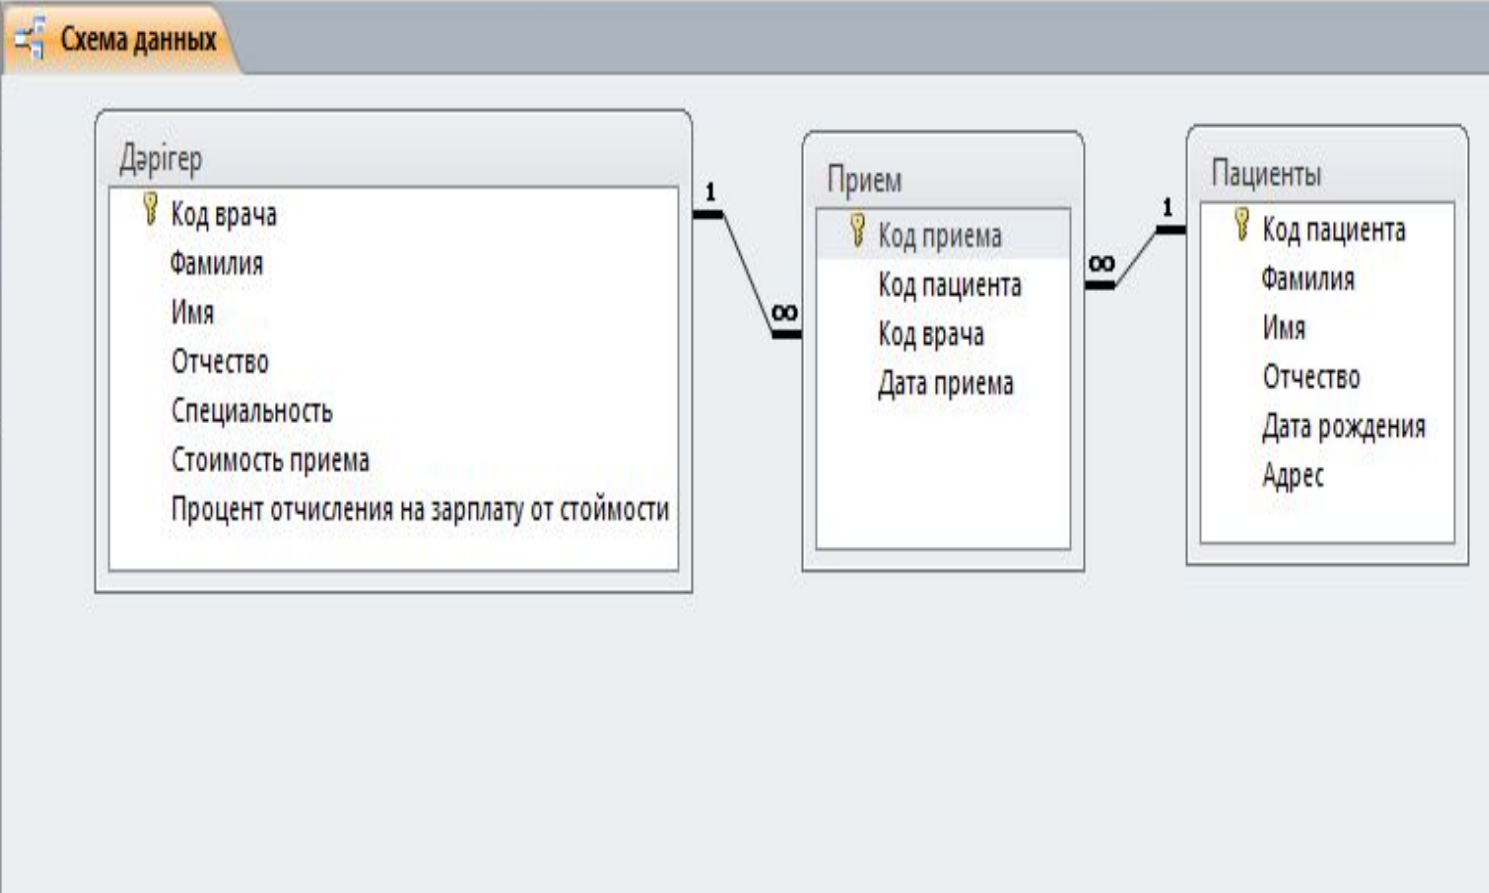 Схема данных
Дәрігер
Код врача
Фамилия
Имя
Отчество
Специальность
Стоимость приема
Процент отчисления на зарплату от стоймости
1
∞
Прием
Код приема
Код пациента
Код врача
Дата приема
∞
1
Пациенты
Код пациента
Фамилия
Имя
Отчество
Дата рождения
Адрес